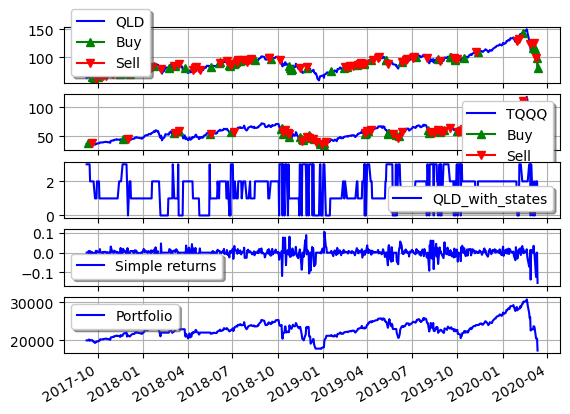 150
100
QLD
Buy
Sell
100
50
TQQQ
Buy
Sell
2
0
QLD_with_states
0.1
0.0
−0.1
Simple returns
30000
20000
Portfolio
2017-10
2018-01
2018-04
2018-07
2018-10
2019-01
2019-04
2019-07
2019-10
2020-01
2020-04